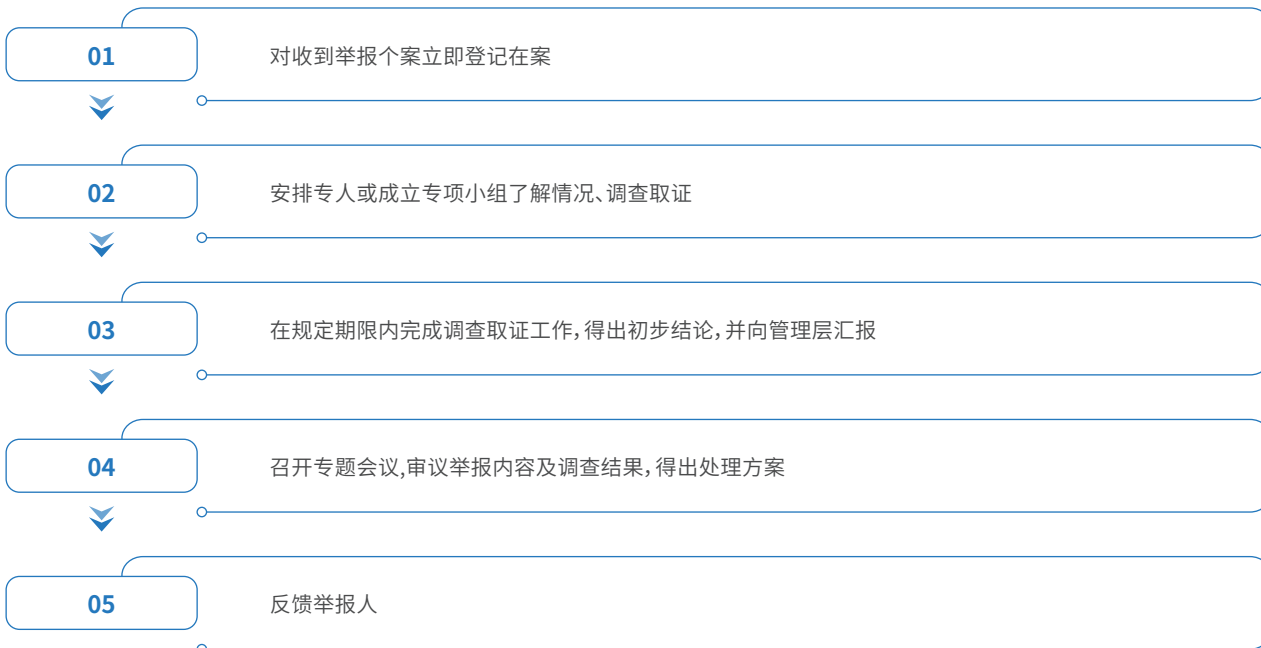 01
对收到举报个案立即登记在案
02
安排专人或成立专项小组了解情况、调查取证
03
在规定期限内完成调查取证工作，得出初步结论，并向管理层汇报
04
召开专题会议,审议举报内容及调查结果，得出处理方案
05
反馈举报人